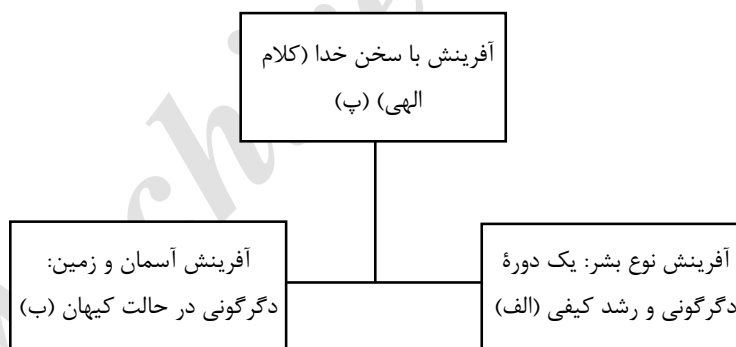 آفرینش با سخن خدا (کلام
الهی) (پ)
آفرینش نوع بشر: یک دورهٔ
دگرگونی و رشد کیفی (الف)
آفرینش آسمان و زمین:
دگرگونی در حالت کیهان (ب)